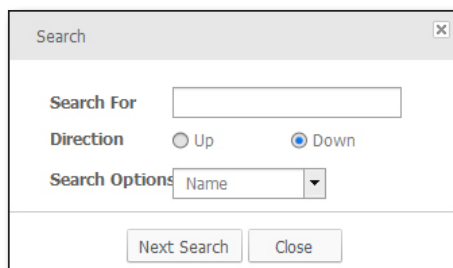 Search
Search For
Direction Up Down
Search Options Name
Next Search Close